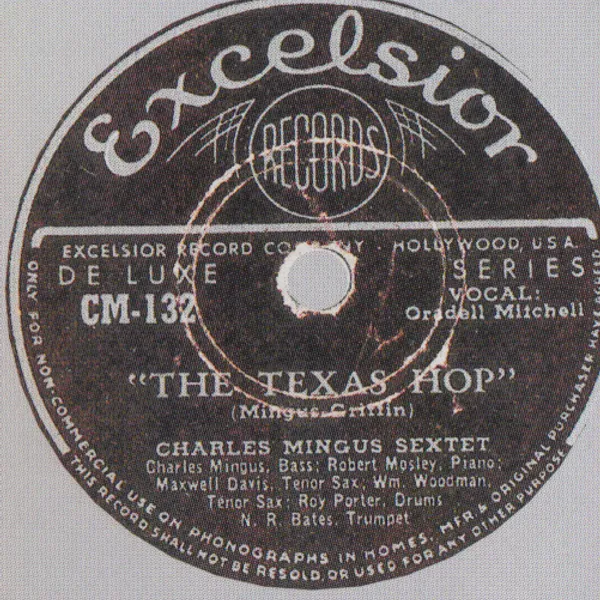 Excelsior
RECORDS
EXCELSIOR RECORD COMPANY · HOLLYWOOD, U.S.A.
DE LUXE SERIES
CM-132
VOCAL:
Oradell Mitchell
"THE TEXAS HOP"
(Mingus-Griffin)
CHARLES MINGUS SEXTET
Charles Mingus, Bass; Robert Mosley, Piano;
Maxwell Davis, Tenor Sax; Wm. Woodman,
Tenor Sax; Roy Porter, Drums
N. R. Bates, Trumpet
ONLY FOR NON-COMMERCIAL USE ON PHONOGRAPHS IN HOMES. MFR & ORIGINAL PURCHASER HAVE AGREED
THIS RECORD SHALL NOT BE RESOLD, OR USED FOR ANY OTHER PURPOSE